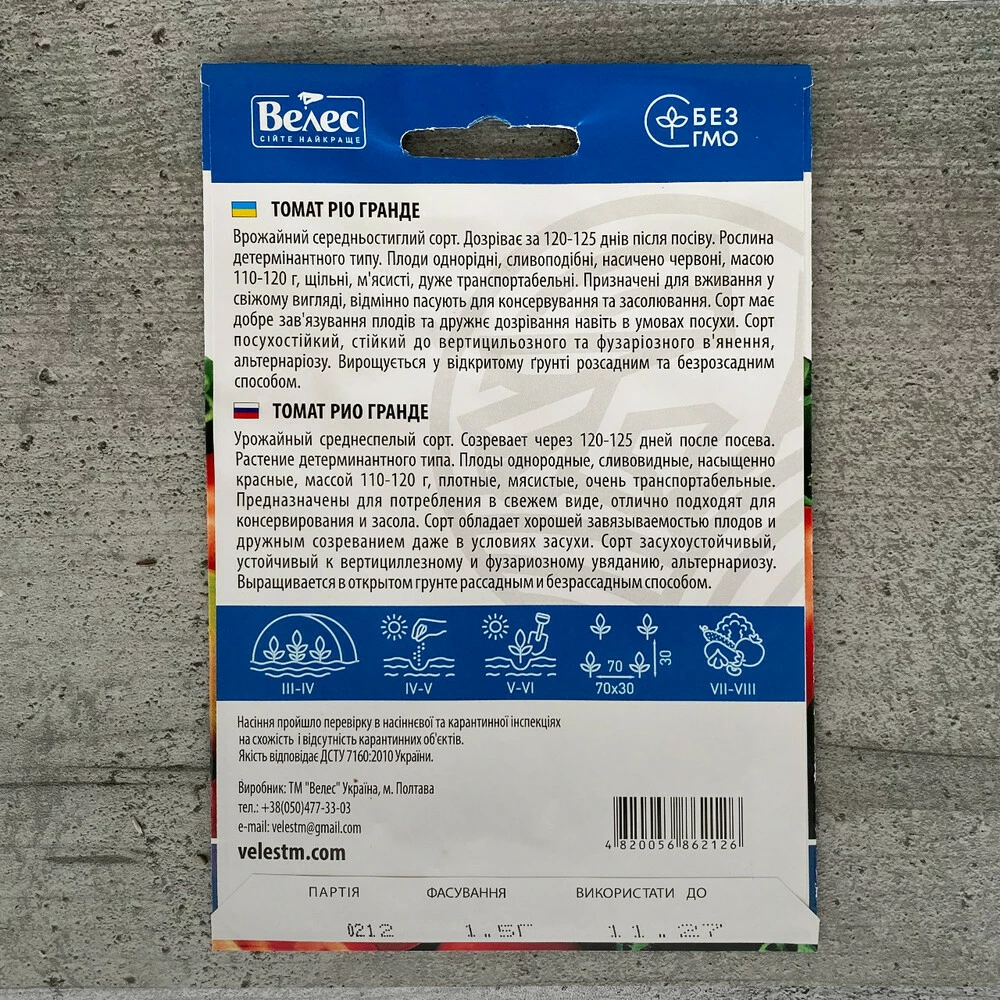 Велес
СІЙТЕ НАЙКРАЩЕ
БЕЗ
ГМО
ТОМАТ РІО ГРАНДЕ
Врожайний середньостиглий сорт. Дозріває за 120-125 днів після посіву. Рослина
детермінантного типу. Плоди однорідні, сливоподібні, насичено червоні, масою
110-120 г, щільні, м'ясисті, дуже транспортабельні. Призначені для вживання у
свіжому вигляді, відмінно пасують для консервування та засолювання. Сорт має
добре зав'язування плодів та дружнє дозрівання навіть в умовах посухи. Сорт
посухостійкий, стійкий до вертицильозного та фузаріозного в'янення,
альтернаріозу. Вирощується у відкритому ґрунті розсадним та безрозсадним
способом.
ТОМАТ РИО ГРАНДЕ
Урожайный среднеспелый сорт. Созревает через 120-125 дней после посева.
Растение детерминантного типа. Плоды однородные, сливовидные, насыщенно
красные, массой 110-120 г, плотные, мясистые, очень транспортабельные.
Предназначены для потребления в свежем виде, отлично подходят для
консервирования и засола. Сорт обладает хорошей завязываемостью плодов и
дружным созреванием даже в условиях засухи. Сорт засухоустойчивый,
устойчивый к вертициллезному и фузариозному увяданию, альтернариозу.
Выращивается в открытом грунте рассадным и безрассадным способом.
70
30
III-IV IV-V V-VI 70x30 VII-VIII
Насіння пройшло перевірку в насіннєвої та карантинної інспекціях
на схожість і відсутність карантинних об'єктів.
Якість відповідає ДСТУ 7160:2010 України.
Виробник: ТМ "Велес" Україна, м. Полтава
тел.: +38(050)477-33-03
e-mail: velestm@gmail.com
velestm.com
4 820056 862126
ПАРТІЯ ФАСУВАННЯ ВИКОРИСТАТИ ДО
0212 1.5Г 11.27